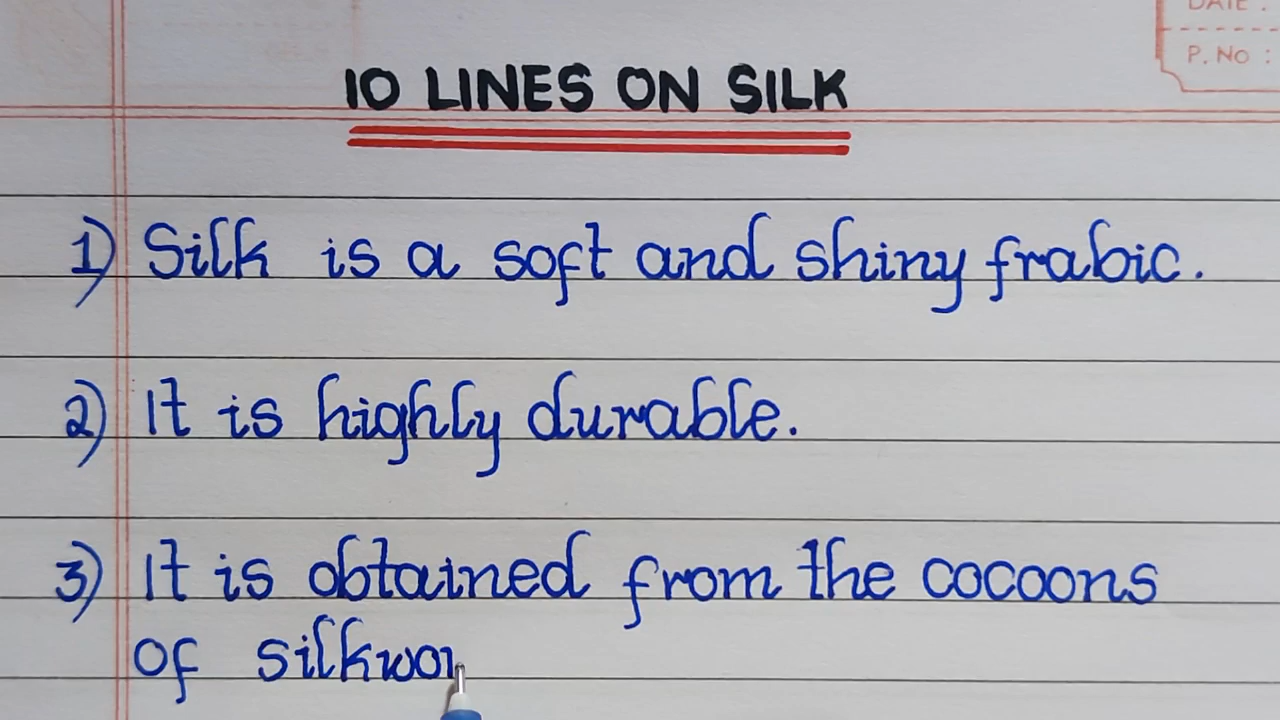 DATE :
P. No :
10 LINES ON SILK
1) Silk is a soft and shiny frabic.
2) It is highly durable.
3) It is obtained from the cocoons
of silkwor